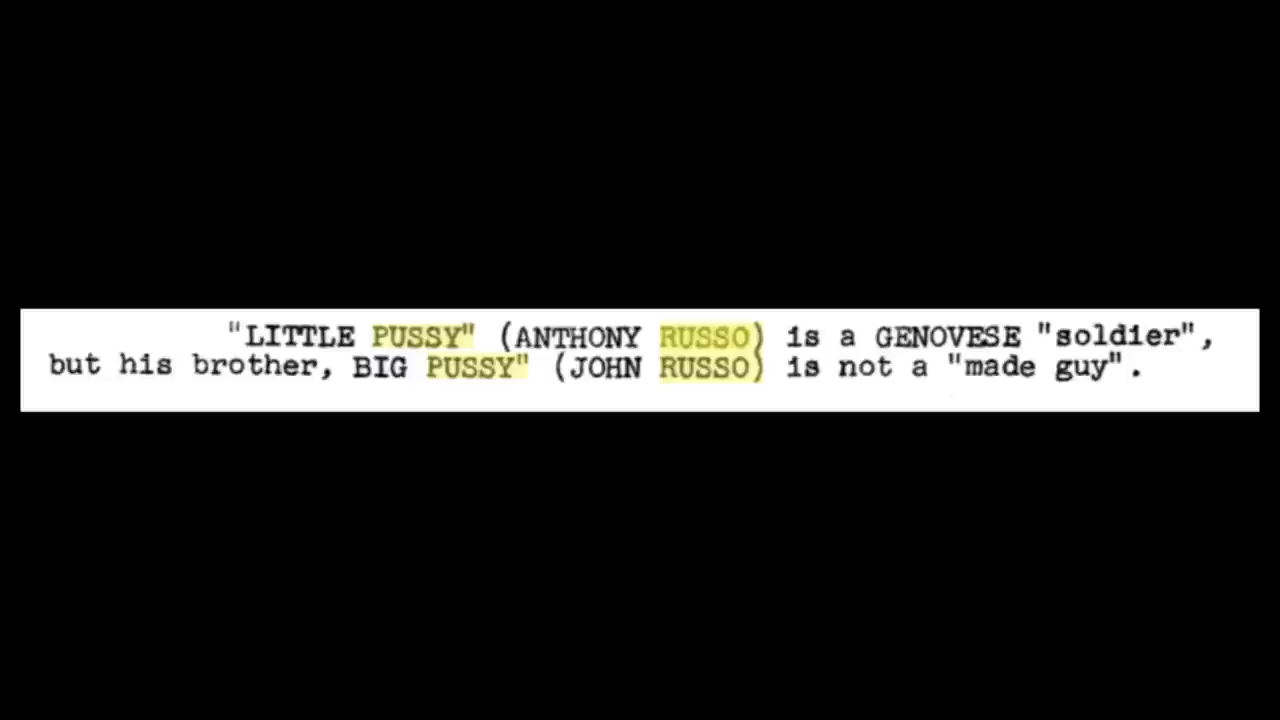 "LITTLE PUSSY" (ANTHONY RUSSO) is a GENOVESE "soldier",
but his brother, BIG PUSSY" (JOHN RUSSO) is not a "made guy".